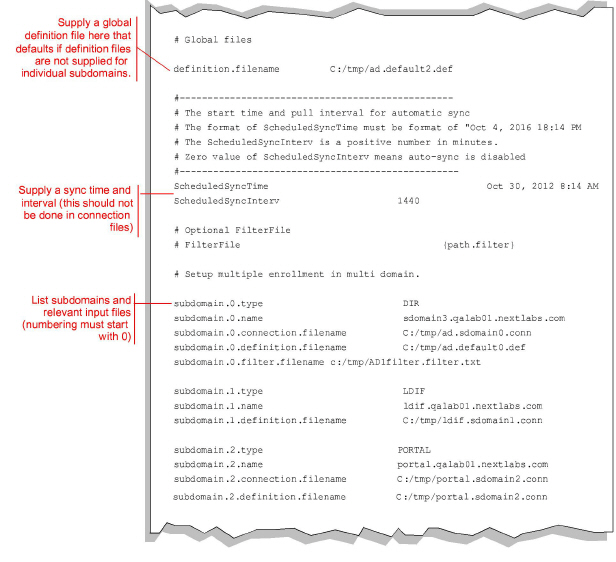 Supply a global
definition file here that
defaults if definition files
are not supplied for
individual subdomains.
# Global files
definition.filename C:/tmp/ad.default2.def
#-----------------------------------------------
# The start time and pull interval for automatic sync
# The format of ScheduledSyncTime must be format of "Oct 4, 2016 18:14 PM
# The ScheduledSyncInterv is a positive number in minutes.
# Zero value of ScheduledSyncInterv means auto-sync is disabled
#------------------------------------------------
Supply a sync time and
interval (this should not
be done in connection
files)
ScheduledSyncTime Oct 30, 2012 8:14 AM
ScheduledSyncInterv 1440
# Optional FilterFile
# FilterFile (path.filter)
# Setup multiple enrollment in multi domain.
List subdomains and
relevant input files
(numbering must start
with 0)
subdomain.0.type DIR
subdomain.0.name sdomain3.qalab01.nextlabs.com
subdomain.0.connection.filename C:/tmp/ad.sdomain0.conn
subdomain.0.definition.filename C:/tmp/ad.default0.def
subdomain.0.filter.filename c:/tmp/AD1filter.filter.txt
subdomain.1.type LDIF
subdomain.1.name ldif.qalab01.nextlabs.com
subdomain.1.definition.filename C:/tmp/ldif.sdomain1.conn
subdomain.2.type PORTAL
subdomain.2.name portal.qalab01.nextlabs.com
subdomain.2.connection.filename C:/tmp/portal.sdomain2.conn
subdomain.2.definition.filename C:/tmp/portal.sdomain2.conn